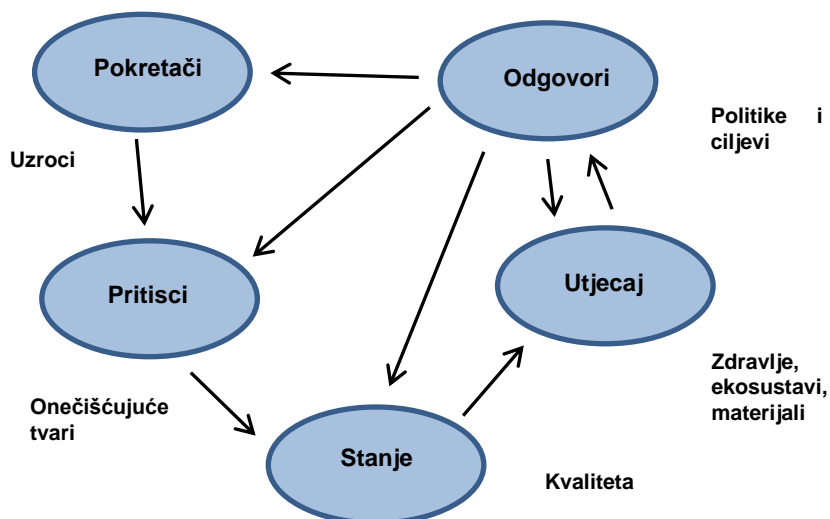 Pokretači
Odgovori
Politike i
ciljevi
Uzroci
Pritisci
Utjecaj
Zdravlje,
ekosustavi,
materijali
Onečišćujuće
tvari
Stanje
Kvaliteta